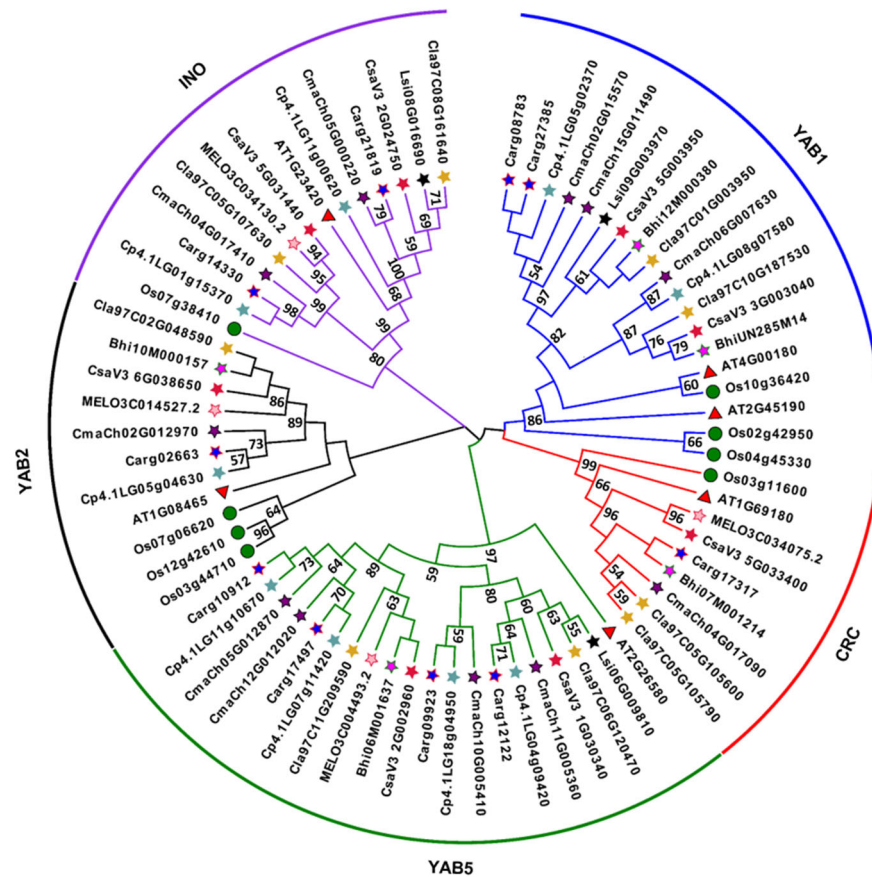 INO
YAB1
CRC
YAB5
YAB2
Carg08783
Carg27385
Cp4.1LG05g02370
CmaCh02G015570
CmaCh15G011490
Lsi09G003970
CsaV3 5G003950
Bhi12M000380
Cla97C01G003950
CmaCh06G007630
Cp4.1LG08g07580
Cla97C10G187530
CsaV3 3G003040
BhiUN285M14
AT4G00180
Os10g36420
AT2G45190
Os02g42950
Os04g45330
Os03g11600
AT1G69180
MELO3C034075.2
CsaV3 5G033400
Carg17317
Bhi07M001214
CmaCh04G017090
Cla97C05G105600
Cla97C05G105790
AT2G26580
Lsi06G009810
Cla97C06G120470
CsaV3 1G030340
CmaCh11G005360
Cp4.1LG04g09420
Carg12122
CmaCh10G005410
Cp4.1LG18g04950
Carg09923
CsaV3 2G002960
Bhi06M001637
MELO3C004493.2
Cla97C11G209590
Cp4.1LG07g11420
Carg17497
CmaCh12G012020
CmaCh05G012870
Cp4.1LG11g10670
Carg10912
Os03g44710
Os12g42610
Os07g06620
AT1G08465
Cp4.1LG05g04630
Carg02663
CmaCh02G012970
MELO3C014527.2
CsaV3 6G038650
Bhi10M000157
Cla97C02G048590
Os07g38410
Cp4.1LG01g15370
Carg14330
CmaCh04G017410
Cla97C05G107630
MELO3C034130.2
CsaV3 5G031440
AT1G23420
Cp4.1LG11g00620
CmaCh05G000220
Carg21819
CsaV3 2G024750
Lsi08G016690
Cla97C08G161640
54
97
61
82
87
87
76
79
60
86
66
99
66
96
96
54
59
97
59
80
60
63
55
64
71
65
89
63
64
70
73
96
64
89
86
73
57
80
99
98
99
95
94
68
100
59
79
69
71